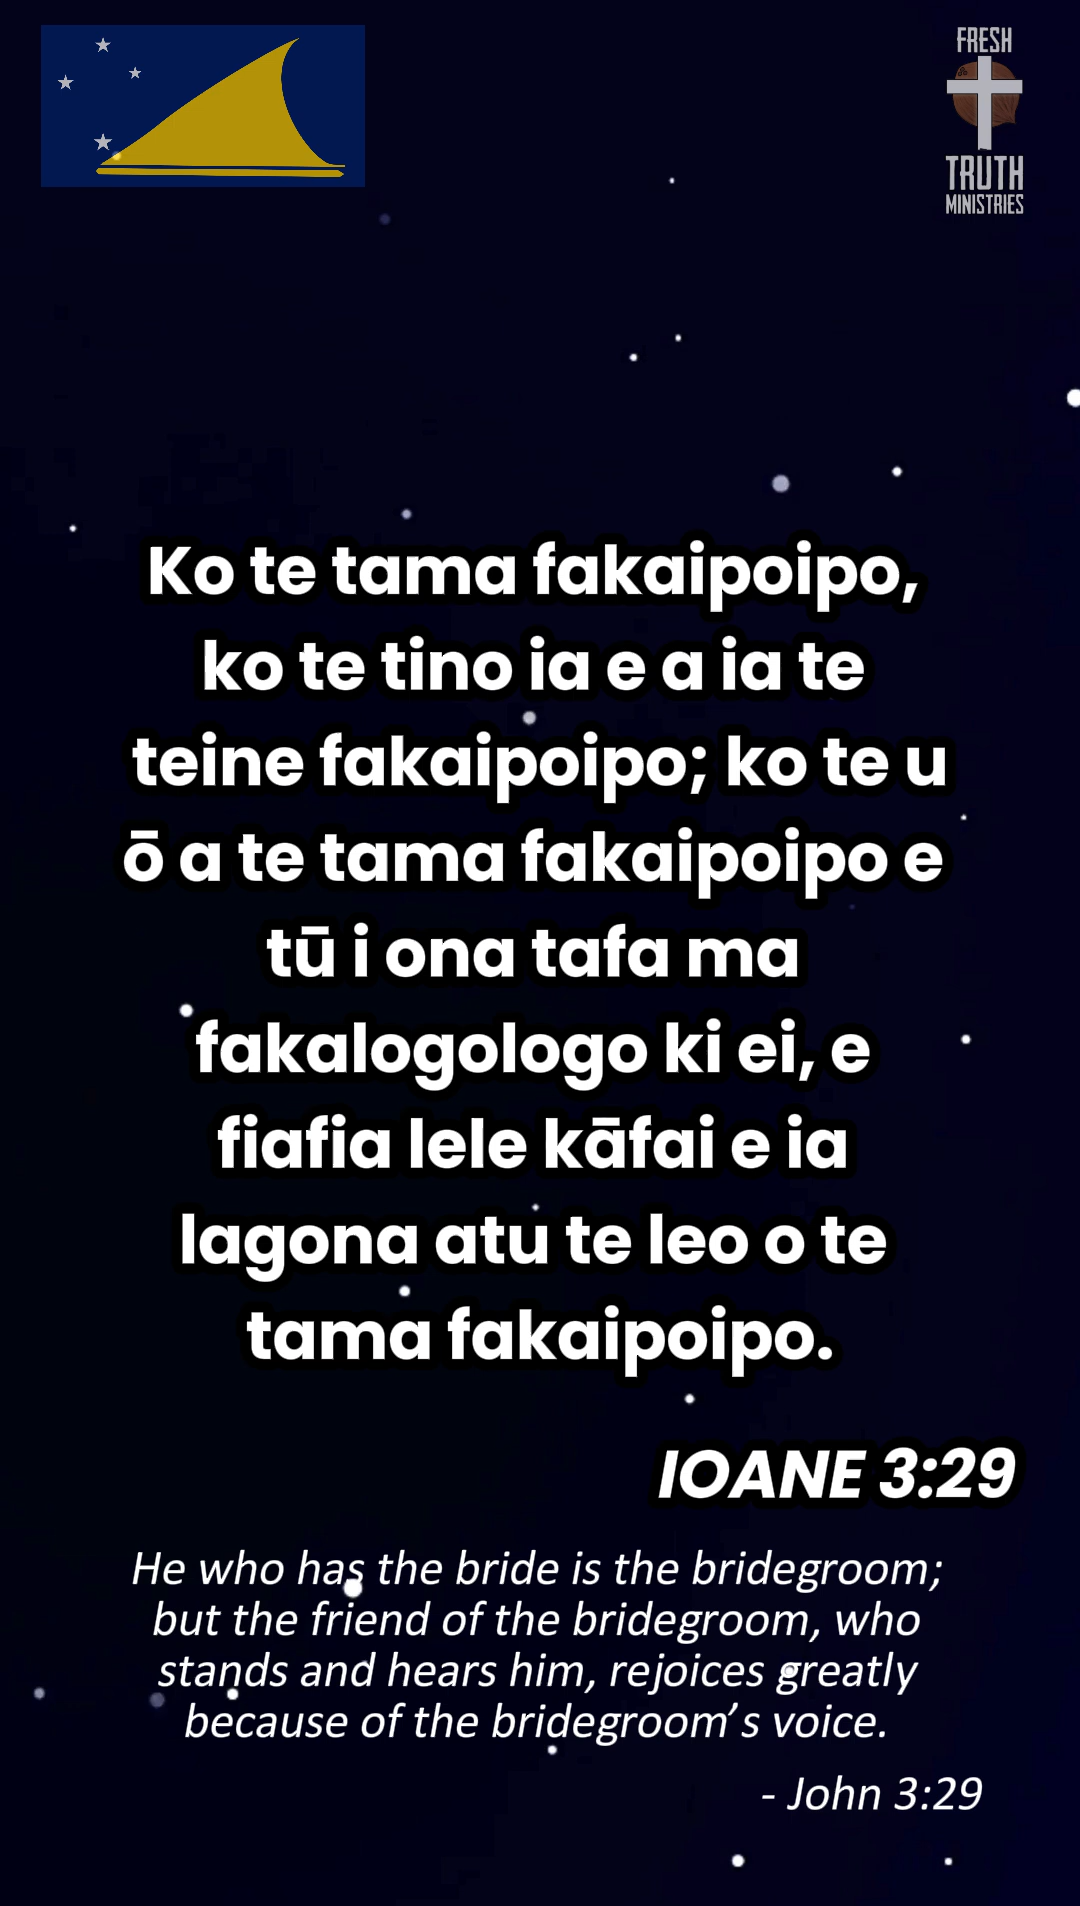 FRESH
TRUTH
MINISTRIES
Ko te tama fakaipoipo,
ko te tino ia e a ia te
teine fakaipoipo; ko te u
ō a te tama fakaipoipo e
tū i ona tafa ma
fakalogologo ki ei, e
fiafia lele kāfai e ia
lagona atu te leo o te
tama fakaipoipo.
IOANE 3:29
He who has the bride is the bridegroom;
but the friend of the bridegroom, who
stands and hears him, rejoices greatly
because of the bridegroom’s voice.
- John 3:29